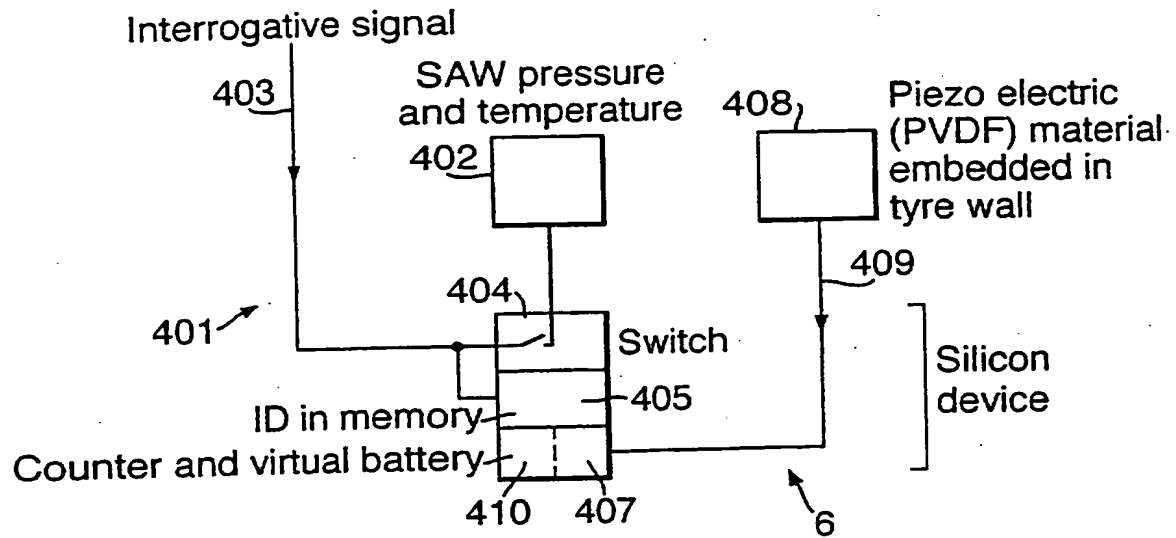 Interrogative signal
403
SAW pressure
and temperature
402
408
Piezo electric
(PVDF) material
embedded in
tyre wall
409
404
401
Switch
Silicon
device
405
ID in memory
Counter and virtual battery
410
407
6